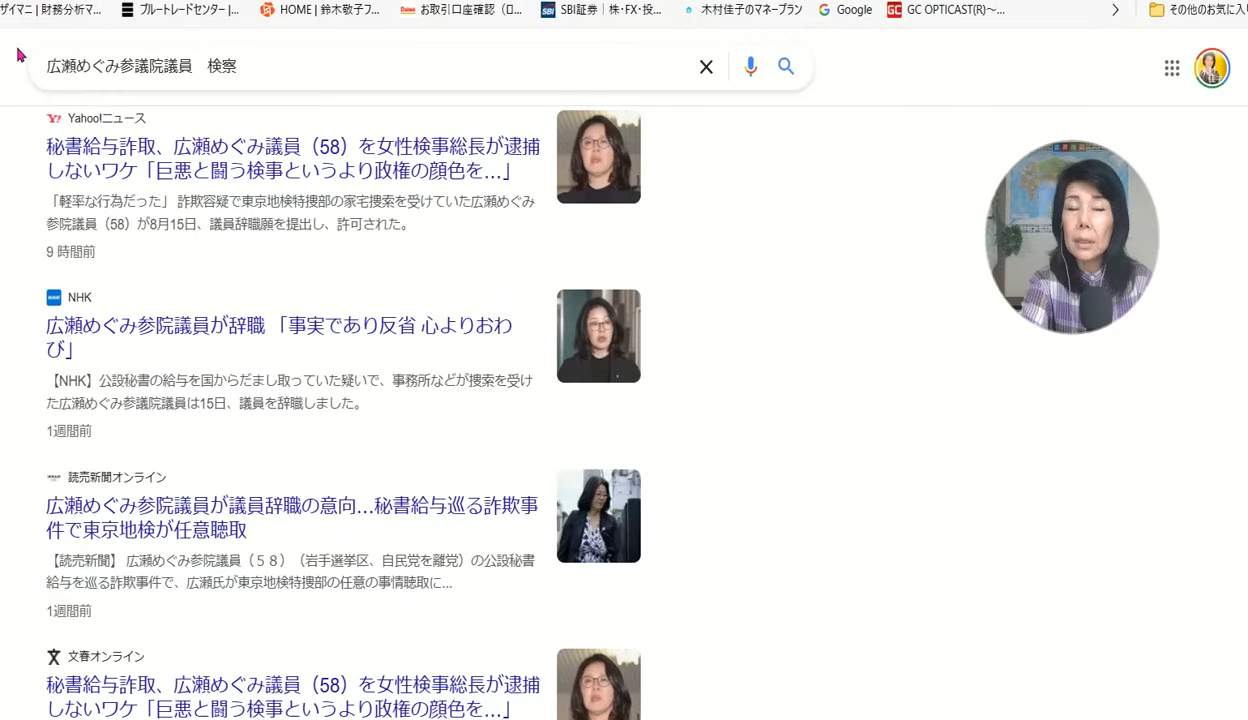 ザイマニ | 財務分析マ... ブルートレードセンター |... HOME | 鈴木敬子フ... Daiwa お取引口座確認（ロ... SBI SBI証券｜株・FX・投... 木村佳子のマネープラン Google GC GC OPTICAST(R)～... その他のお気に入り
広瀬めぐみ参議院議員　検察
Yahoo!ニュース
秘書給与詐取、広瀬めぐみ議員（58）を女性検事総長が逮捕
しないワケ「巨悪と闘う検事というより政権の顔色を...」
「軽率な行為だった」 詐欺容疑で東京地検特捜部の家宅捜索を受けていた広瀬めぐみ
参院議員（58）が8月15日、議員辞職願を提出し、許可された。
9 時間前
NHK
広瀬めぐみ参院議員が辞職 「事実であり反省 心よりおわ
び」
【NHK】公設秘書の給与を国からだまし取っていた疑いで、事務所などが捜索を受け
た広瀬めぐみ参議院議員は15日、議員を辞職しました。
1週間前
読売新聞オンライン
広瀬めぐみ参院議員が議員辞職の意向...秘書給与巡る詐欺事
件で東京地検が任意聴取
【読売新聞】 広瀬めぐみ参院議員（５８）（岩手選挙区、自民党を離党）の公設秘書
給与を巡る詐欺事件で、広瀬氏が東京地検特捜部の任意の事情聴取に...
1週間前
文春オンライン
秘書給与詐取、広瀬めぐみ議員（58）を女性検事総長が逮捕
しないワケ「巨悪と闘う検事というより政権の顔色を...」